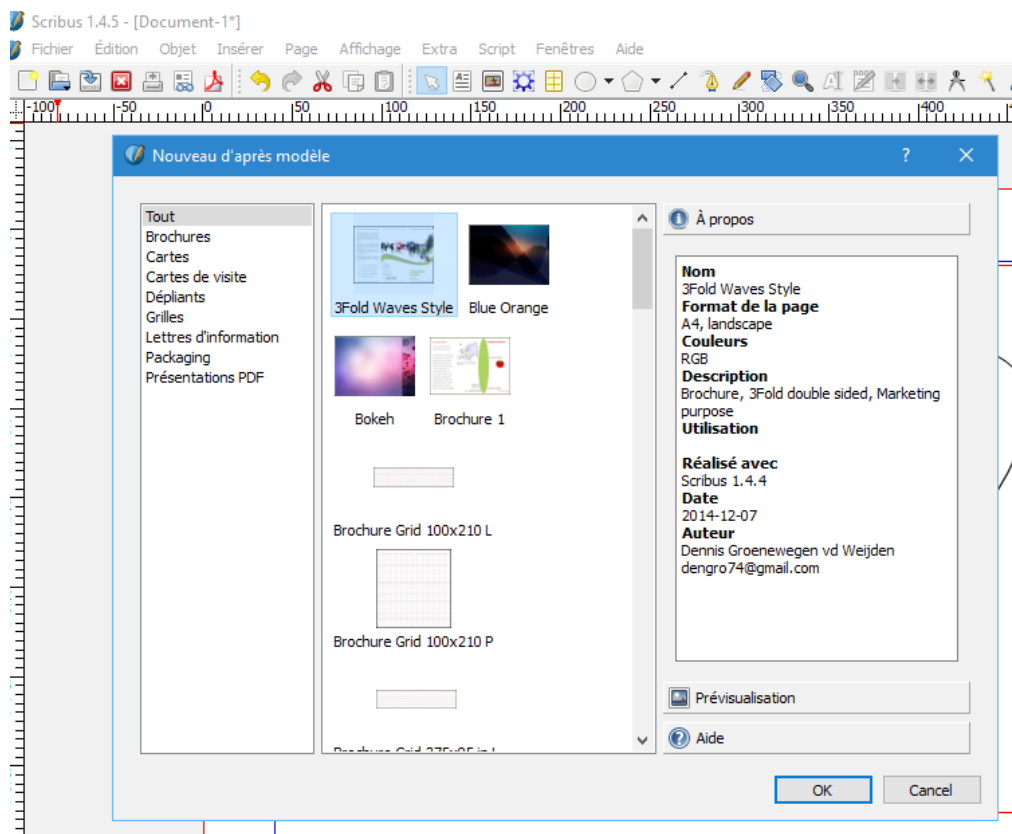 Scribus 1.4.5 - [Document-1*]
Fichier Édition Objet Insérer Page Affichage Extra Script Fenêtres Aide
-100 -50 0 50 100 150 200 250 300 350 400
Nouveau d'après modèle
Tout
Brochures
Cartes
Cartes de visite
Dépliants
Grilles
Lettres d'information
Packaging
Présentations PDF
3Fold Waves Style Blue Orange
Bokeh Brochure 1
Brochure Grid 100x210 L
Brochure Grid 100x210 P
À propos
Nom
3Fold Waves Style
Format de la page
A4, landscape
Couleurs
RGB
Description
Brochure, 3Fold double sided, Marketing
purpose
Utilisation
Réalisé avec
Scribus 1.4.4
Date
2014-12-07
Auteur
Dennis Groenewegen vd Weijden
dengro74@gmail.com
Prévisualisation
Aide
OK Cancel